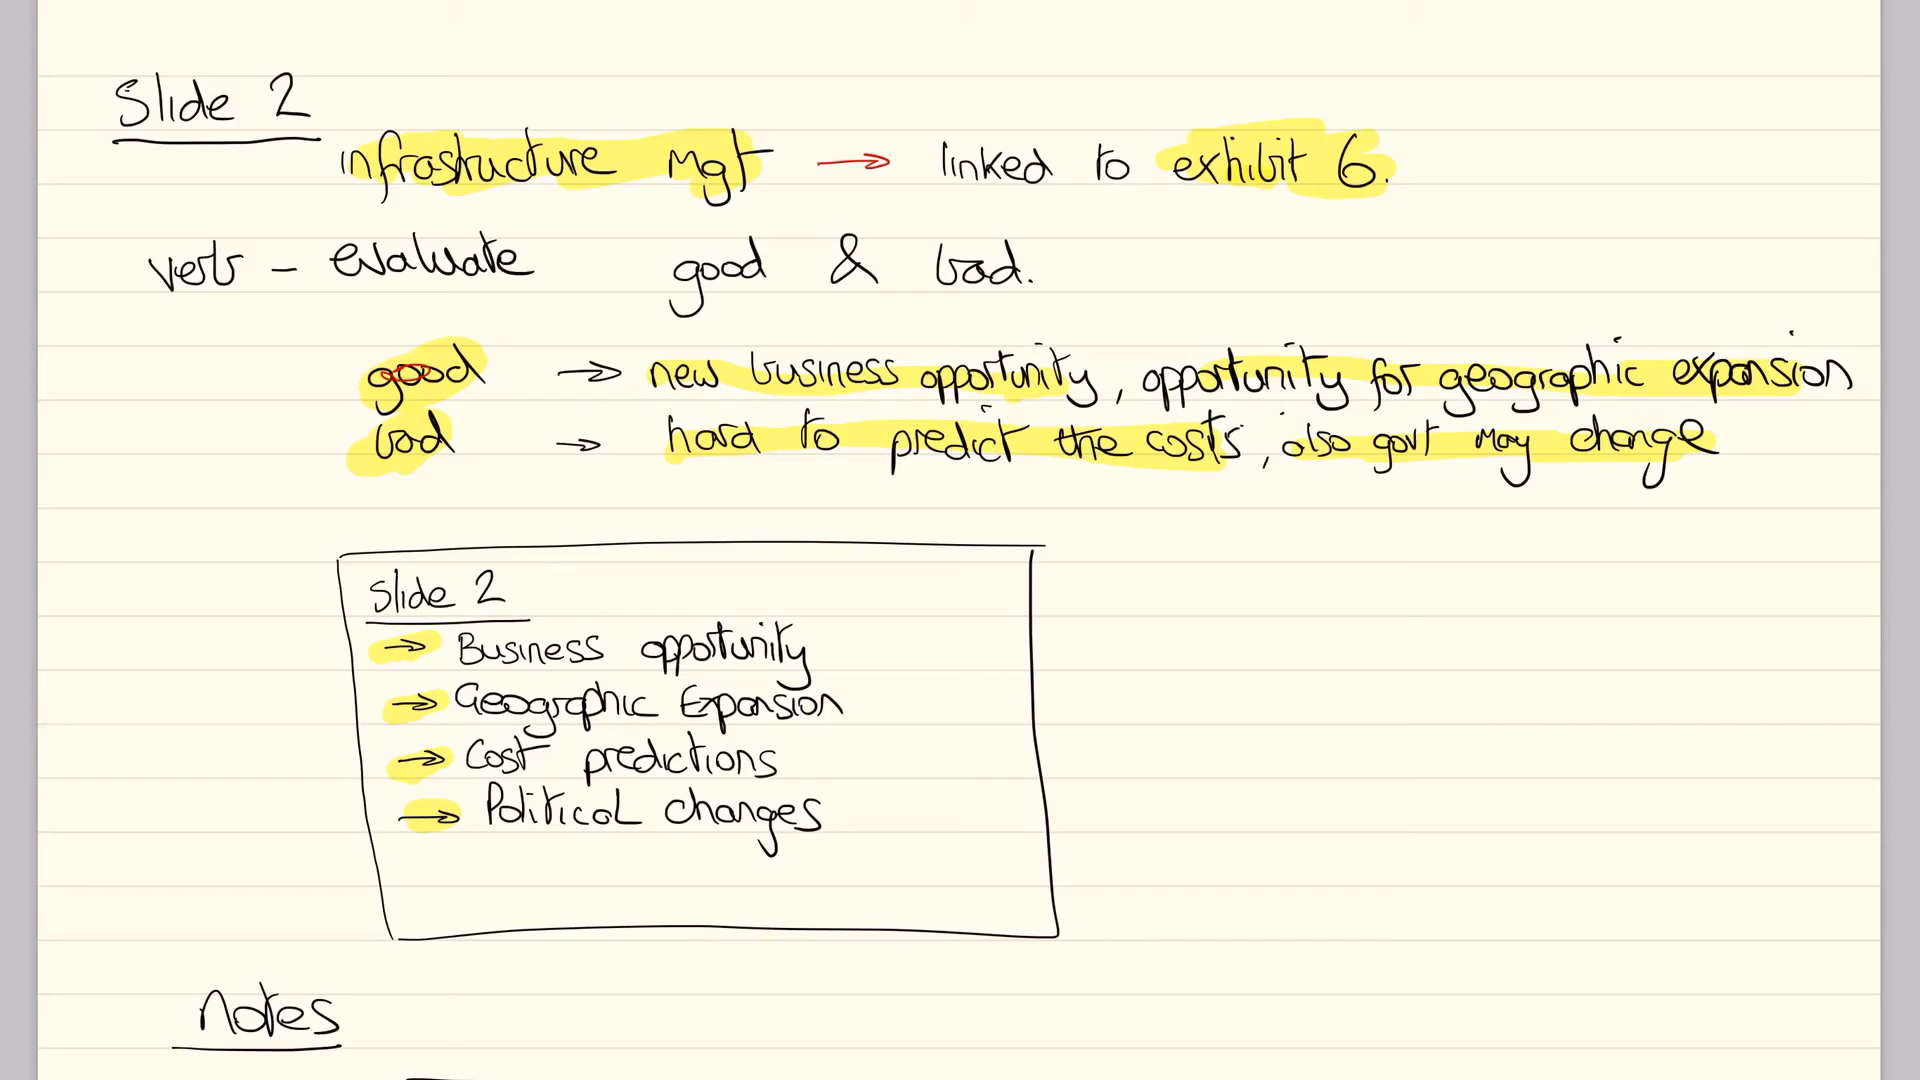 Slide 2
infrastructure Mgt → linked to exhibit 6.
verb - evaluate good & bad.
good → new business opportunity, opportunity for geographic expansion
bad → hard to predict the costs, also govt may change
Slide 2
→ Business opportunity
→ Geographic Expansion
→ Cost predictions
→ Political changes
Notes